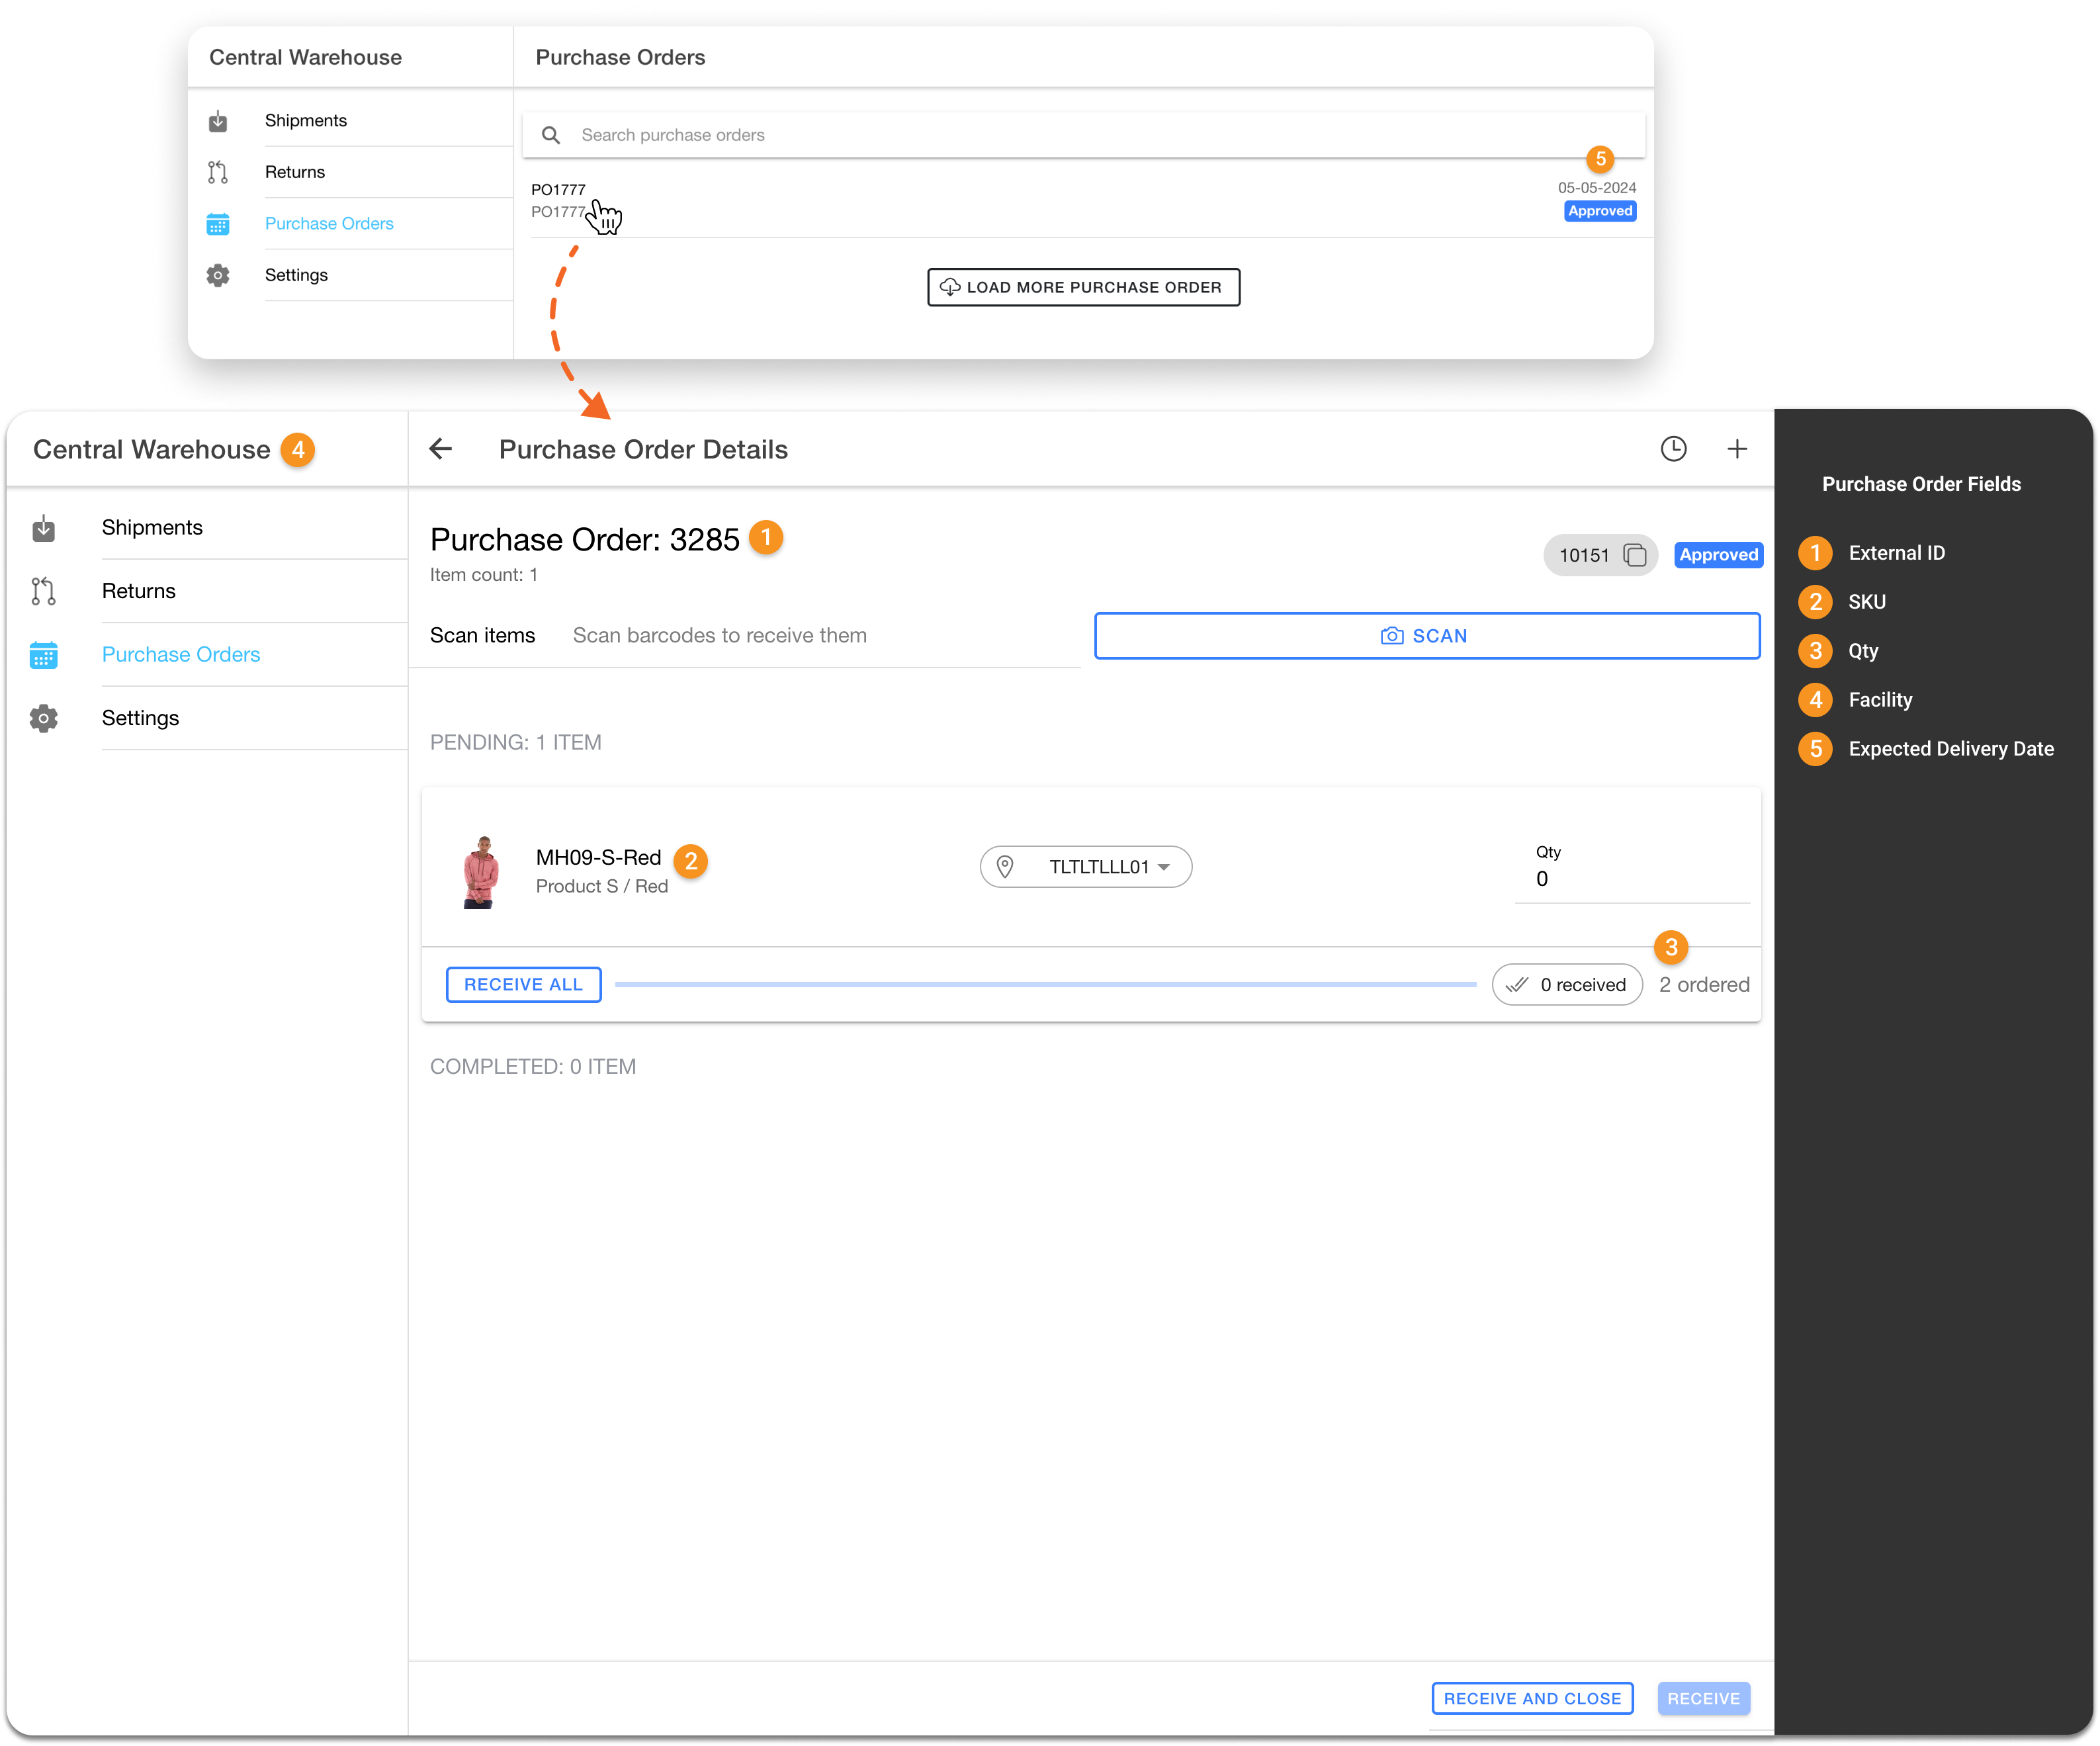 Central Warehouse
Purchase Orders
Shipments
Returns
Purchase Orders
Settings
Search purchase orders
5
PO1777
05-05-2024
PO1777
Approved
LOAD MORE PURCHASE ORDER
Central Warehouse 4
Shipments
Returns
Purchase Orders
Settings
Purchase Order Details
Purchase Order: 3285 1
10151
Approved
Item count: 1
Scan items Scan barcodes to receive them
SCAN
PENDING: 1 ITEM
MH09-S-Red 2
Product S / Red
TLTLTLLL01
Qty
0
3
RECEIVE ALL
0 received
2 ordered
COMPLETED: 0 ITEM
RECEIVE AND CLOSE
RECEIVE
Purchase Order Fields
1 External ID
2 SKU
3 Qty
4 Facility
5 Expected Delivery Date